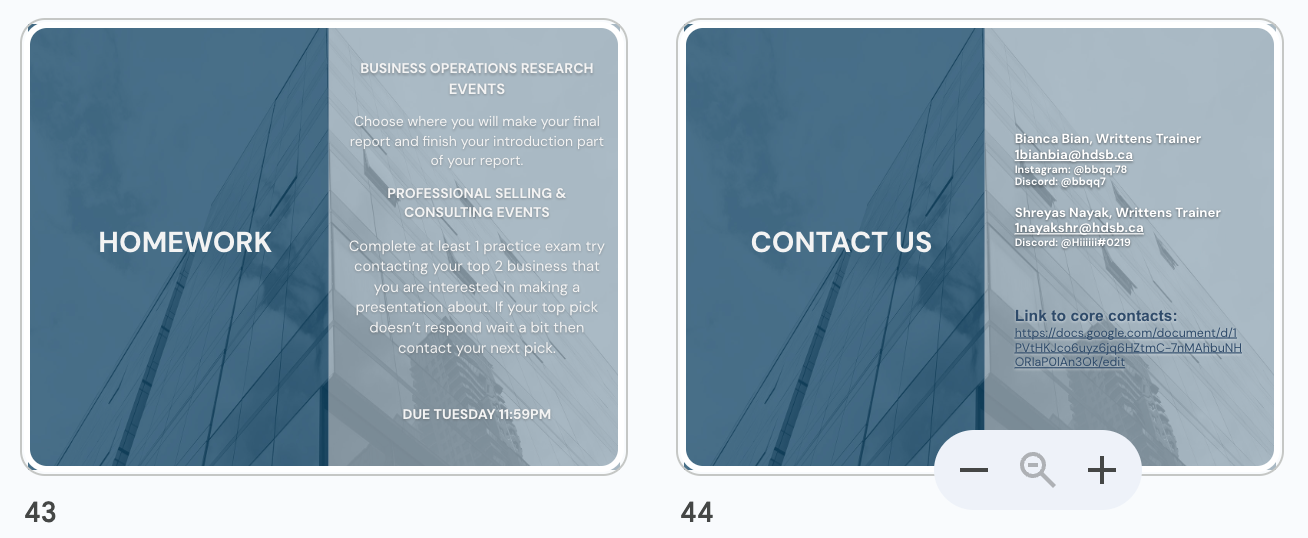 HOMEWORK
BUSINESS OPERATIONS RESEARCH
EVENTS
Choose where you will make your final
report and finish your introduction part
of your report.
PROFESSIONAL SELLING &
CONSULTING EVENTS
Complete at least 1 practice exam try
contacting your top 2 business that
you are interested in making a
presentation about. If your top pick
doesn't respond wait a bit then
contact your next pick.
DUE TUESDAY 11:59PM
43
CONTACT US
Bianca Bian, Writtens Trainer
1bianbia@hdsb.ca
Instagram: @bbqq.78
Discord: @bbqq7
Shreyas Nayak, Writtens Trainer
1nayakshr@hdsb.ca
Discord: @Hiiiiii#0219
Link to core contacts:
https://docs.google.com/document/d/1
PVtHKJco6uyz6jq6HZtmC-7nMAhbuNH
ORIaP0IAn3Ok/edit
44